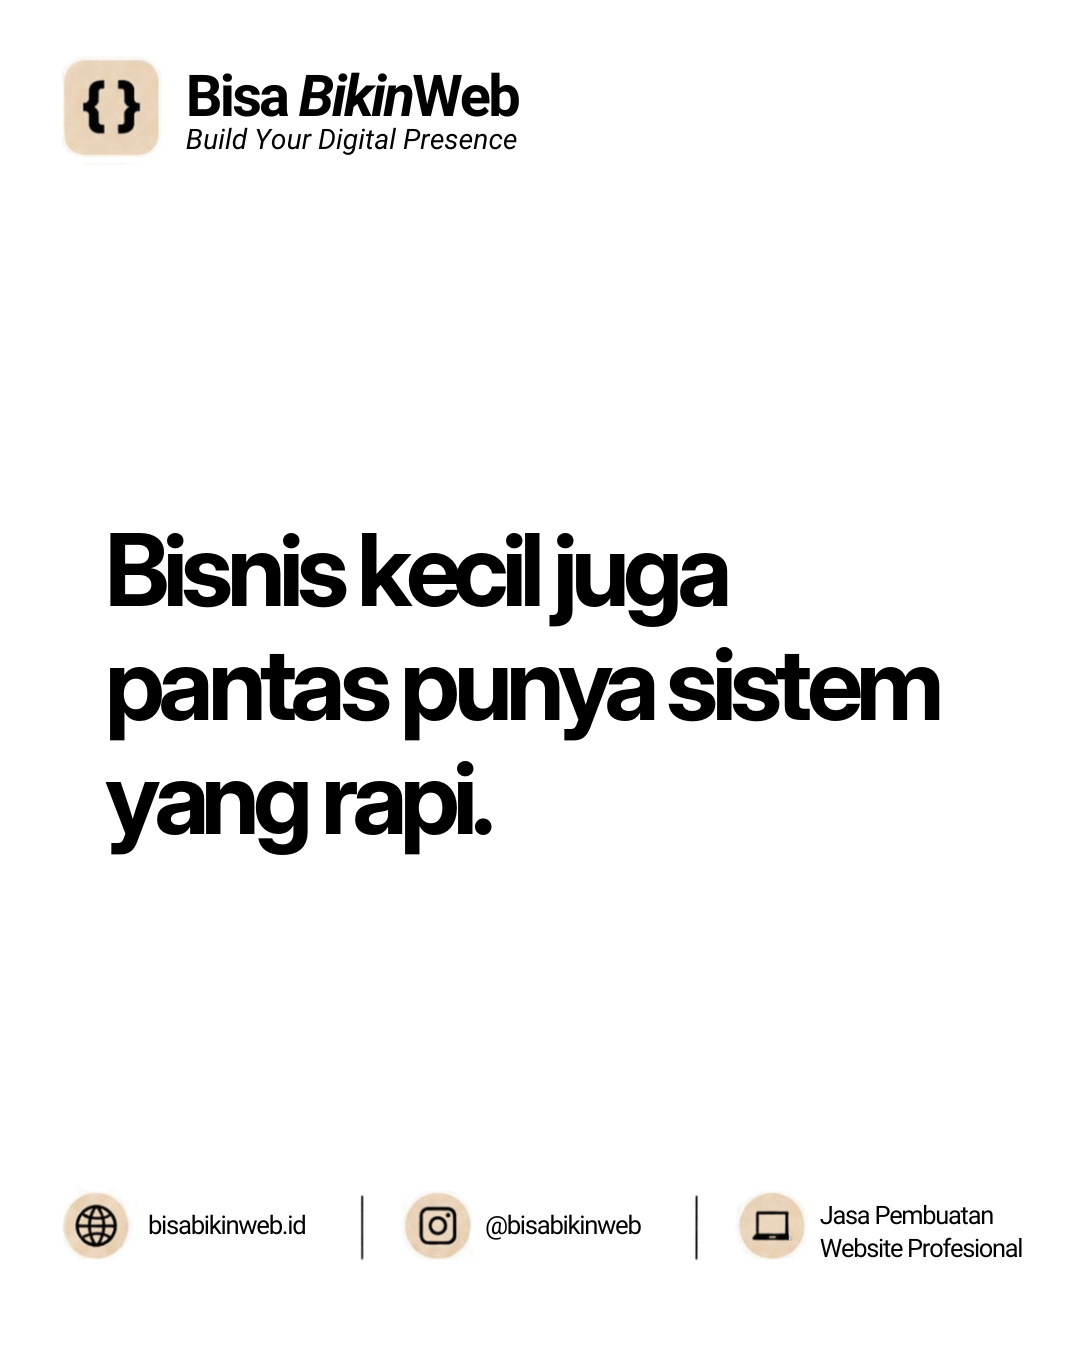 { }
Bisa BikinWeb
Build Your Digital Presence
Bisnis kecil juga
pantas punya sistem
yang rapi.
bisabikinweb.id
@bisabikinweb
Jasa Pembuatan
Website Profesional